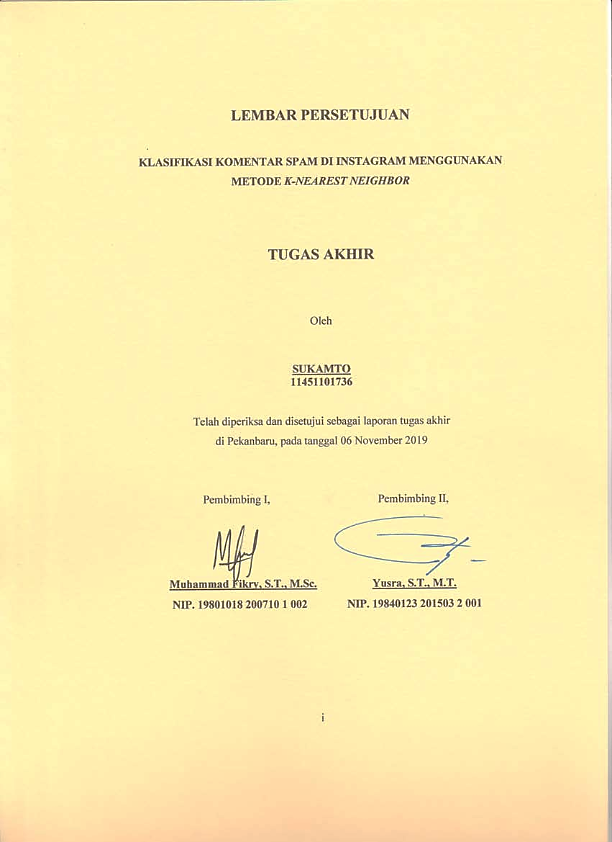 LEMBAR PERSETUJUAN
KLASIFIKASI KOMENTAR SPAM DI INSTAGRAM MENGGUNAKAN
METODE K-NEAREST NEIGHBOR
TUGAS AKHIR
Oleh
SUKAMTO
11451101736
Telah diperiksa dan disetujui sebagai laporan tugas akhir
di Pekanbaru, pada tanggal 06 November 2019
Pembimbing I, Pembimbing II,
Muhammad Fikry, S.T., M.Sc. Yusra, S.T., M.T.
NIP. 19801018 200710 1 002 NIP. 19840123 201503 2 001
i